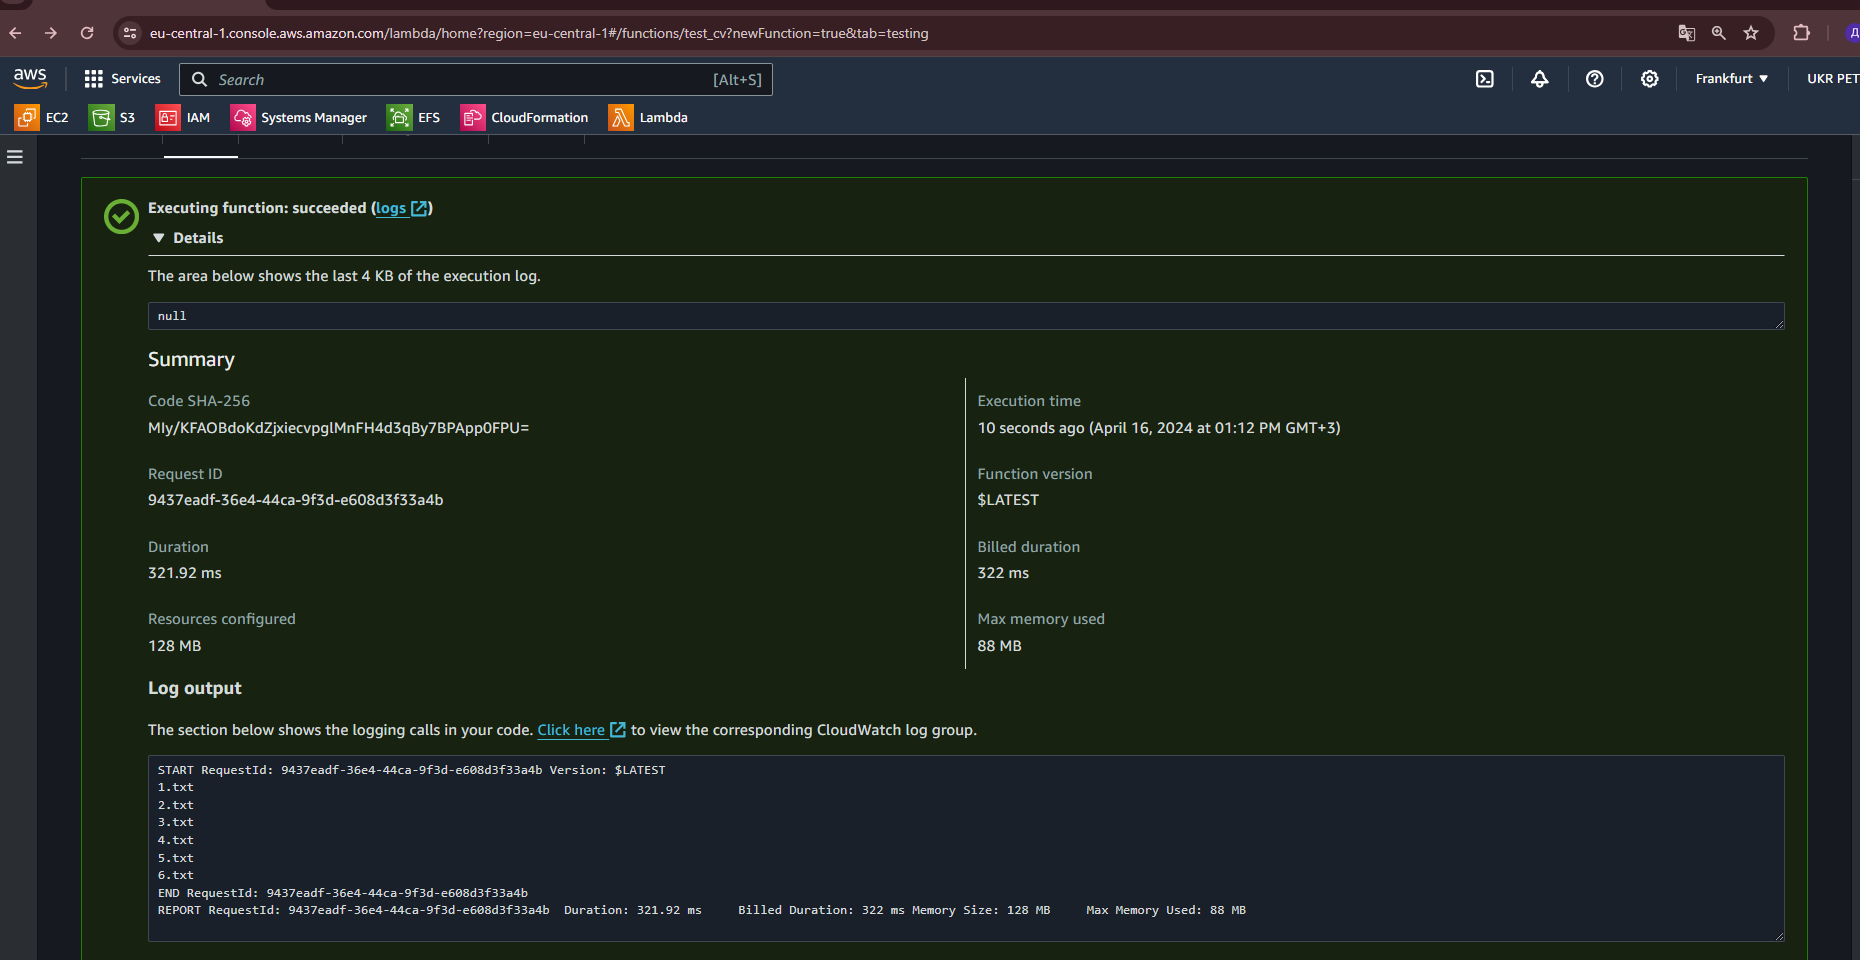 eu-central-1.console.aws.amazon.com/lambda/home?region=eu-central-1#/functions/test_cv?newFunction=true&tab=testing
Д
aws Services Search [Alt+S] Frankfurt ▼ UKR PET
EC2 S3 IAM Systems Manager EFS CloudFormation Lambda
Executing function: succeeded (logs)
▼ Details
The area below shows the last 4 KB of the execution log.
null
Summary
Code SHA-256
MIy/KFAOBdoKdZjxiecvpglMnFH4d3qBy7BPApp0FPU=
Execution time
10 seconds ago (April 16, 2024 at 01:12 PM GMT+3)
Request ID
9437eadf-36e4-44ca-9f3d-e608d3f33a4b
Function version
$LATEST
Duration
321.92 ms
Billed duration
322 ms
Resources configured
128 MB
Max memory used
88 MB
Log output
The section below shows the logging calls in your code. Click here to view the corresponding CloudWatch log group.
START RequestId: 9437eadf-36e4-44ca-9f3d-e608d3f33a4b Version: $LATEST
1.txt
2.txt
3.txt
4.txt
5.txt
6.txt
END RequestId: 9437eadf-36e4-44ca-9f3d-e608d3f33a4b
REPORT RequestId: 9437eadf-36e4-44ca-9f3d-e608d3f33a4b Duration: 321.92 ms Billed Duration: 322 ms Memory Size: 128 MB Max Memory Used: 88 MB